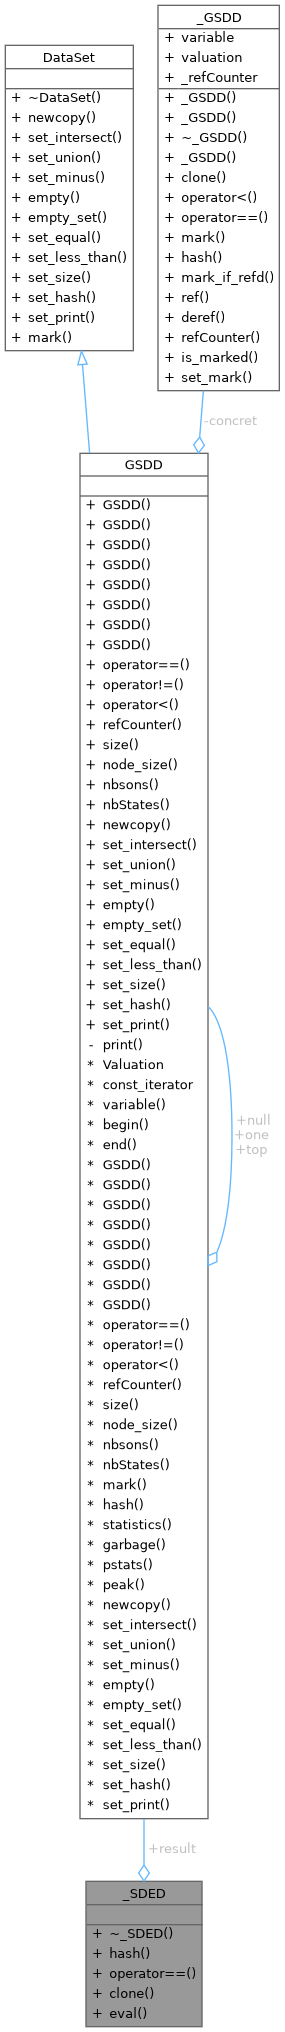 DataSet
+ ~DataSet()
+ newcopy()
+ set_intersect()
+ set_union()
+ set_minus()
+ empty()
+ empty_set()
+ set_equal()
+ set_less_than()
+ set_size()
+ set_hash()
+ set_print()
+ mark()
_GSDD
+ variable
+ valuation
+ _refCounter
+ _GSDD()
+ _GSDD()
+ ~_GSDD()
+ _GSDD()
+ clone()
+ operator<()
+ operator==()
+ mark()
+ hash()
+ mark_if_refd()
+ ref()
+ deref()
+ refCounter()
+ is_marked()
+ set_mark()
-concret
GSDD
+ GSDD()
+ GSDD()
+ GSDD()
+ GSDD()
+ GSDD()
+ GSDD()
+ GSDD()
+ GSDD()
+ operator==()
+ operator!=()
+ operator<()
+ refCounter()
+ size()
+ node_size()
+ nbsons()
+ nbStates()
+ newcopy()
+ set_intersect()
+ set_union()
+ set_minus()
+ empty()
+ empty_set()
+ set_equal()
+ set_less_than()
+ set_size()
+ set_hash()
+ set_print()
- print()
* Valuation
* const_iterator
* variable()
* begin()
* end()
* GSDD()
* GSDD()
* GSDD()
* GSDD()
* GSDD()
* GSDD()
* GSDD()
* GSDD()
* operator==()
* operator!=()
* operator<()
* refCounter()
* size()
* node_size()
* nbsons()
* nbStates()
* mark()
* hash()
* statistics()
* garbage()
* pstats()
* peak()
* newcopy()
* set_intersect()
* set_union()
* set_minus()
* empty()
* empty_set()
* set_equal()
* set_less_than()
* set_size()
* set_hash()
* set_print()
+null
+one
+top
+result
_SDED
+ ~_SDED()
+ hash()
+ operator==()
+ clone()
+ eval()